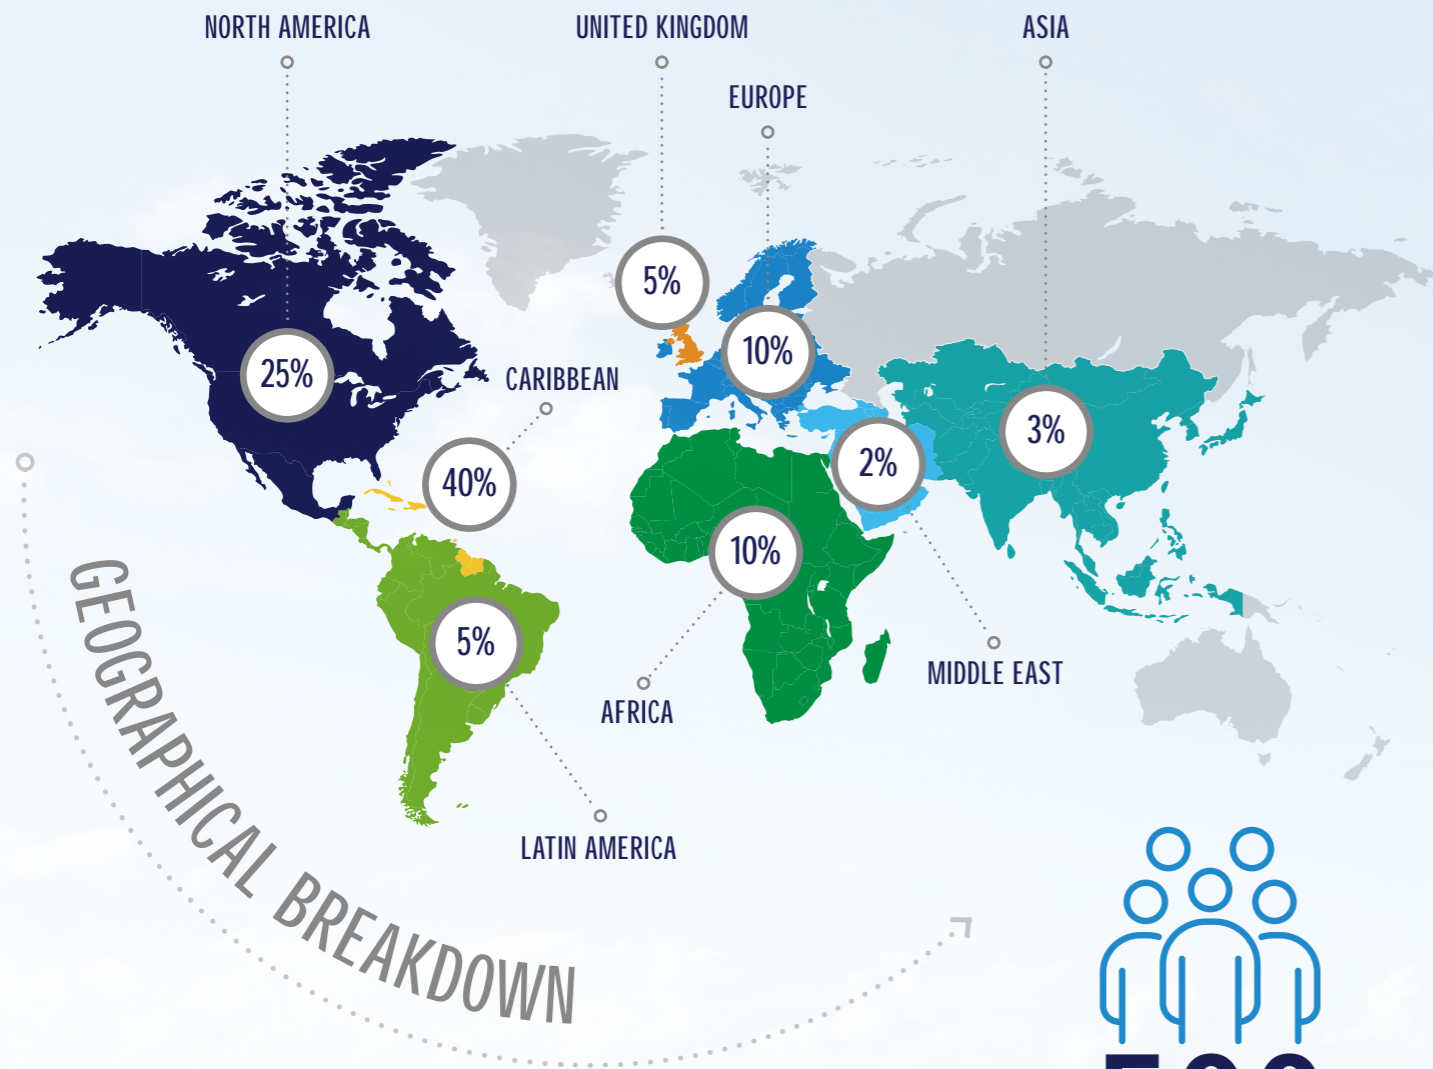 NORTH AMERICA
UNITED KINGDOM
ASIA
EUROPE
5%
10%
25%
CARIBBEAN
3%
2%
40%
10%
5%
MIDDLE EAST
AFRICA
LATIN AMERICA
GEOGRAPHICAL BREAKDOWN